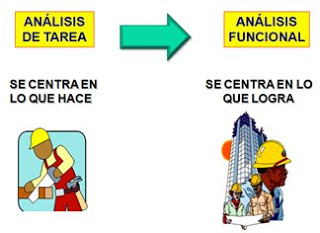 ANÁLISIS
DE TAREA
ANÁLISIS
FUNCIONAL
SE CENTRA EN
LO QUE HACE
SE CENTRA EN LO
QUE LOGRA